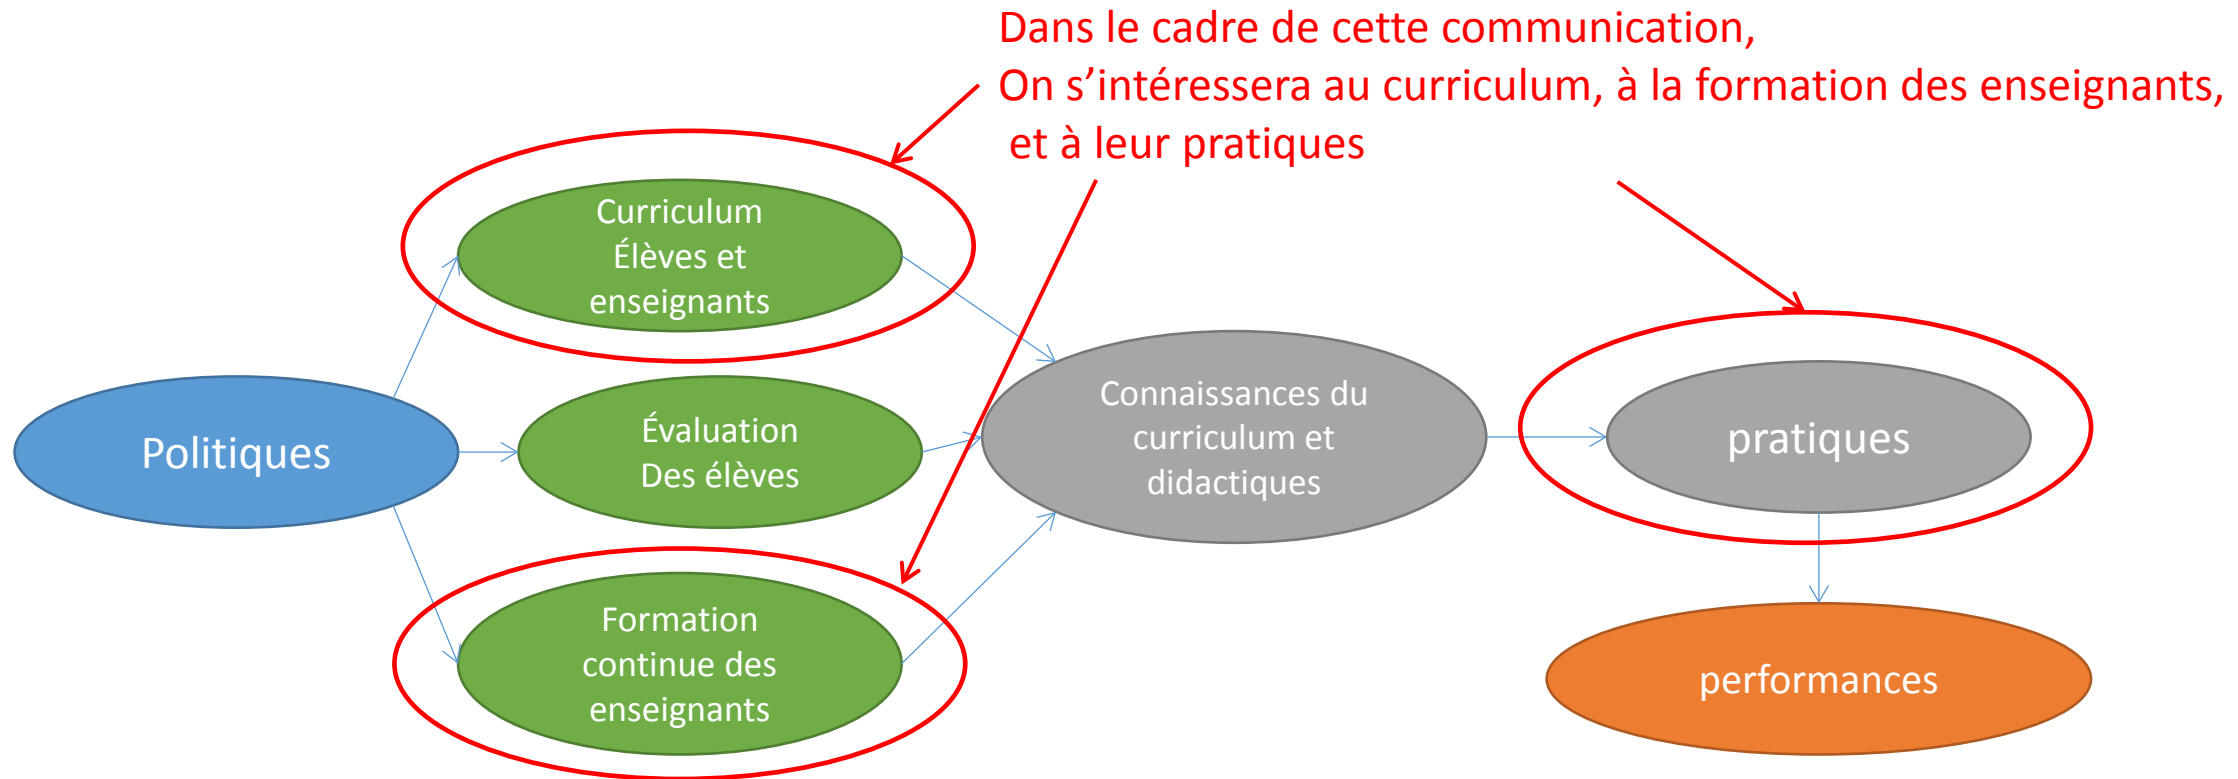 Dans le cadre de cette communication,
On s’intéressera au curriculum, à la formation des enseignants,
et à leur pratiques
Curriculum
Élèves et
enseignants
Politiques
Évaluation
Des élèves
Formation
continue des
enseignants
Connaissances du
curriculum et
didactiques
pratiques
performances